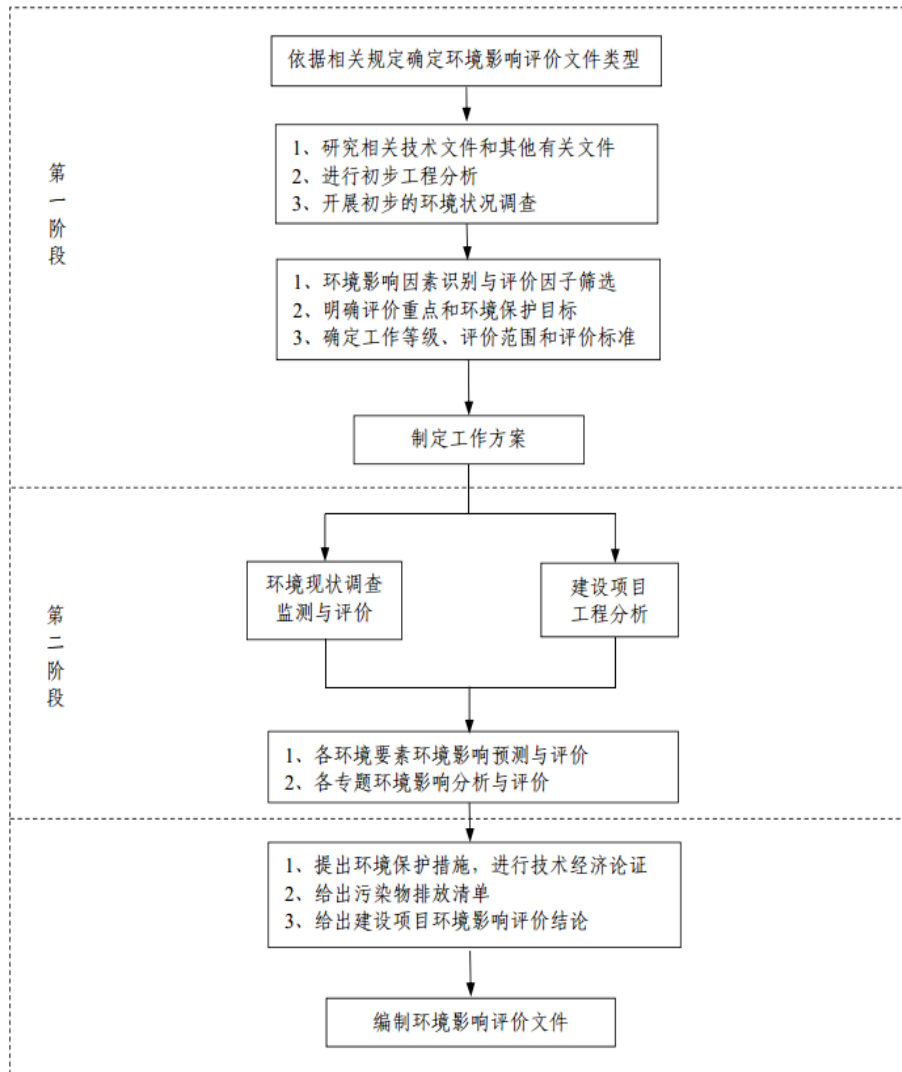 依据相关规定确定环境影响评价文件类型
1、研究相关技术文件和其他有关文件
2、进行初步工程分析
3、开展初步的环境状况调查
第一阶段
1、环境影响因素识别与评价因子筛选
2、明确评价重点和环境保护目标
3、确定工作等级、评价范围和评价标准
制定工作方案
环境现状调查
监测与评价
建设项目
工程分析
第二阶段
1、各环境要素环境影响预测与评价
2、各专题环境影响分析与评价
1、提出环境保护措施，进行技术经济论证
2、给出污染物排放清单
3、给出建设项目环境影响评价结论
编制环境影响评价文件